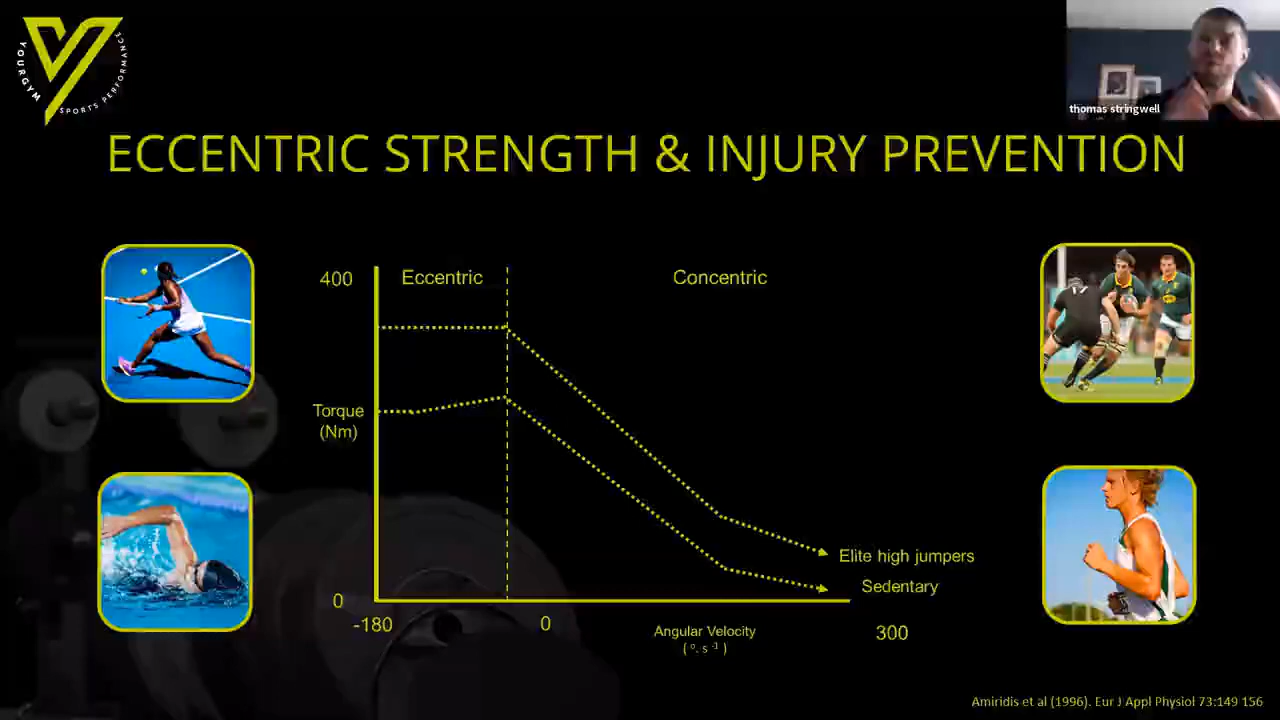 YOURGYM
SPORTS PERFORMANCE
thomas stringwell
ECCENTRIC STRENGTH & INJURY PREVENTION
400
Eccentric
Concentric
Torque
(Nm)
17
Elite high jumpers
Sedentary
0
-180
0
Angular Velocity
( º. s -1 )
300
Amiridis et al (1996). Eur J Appl Physiol 73:149 156